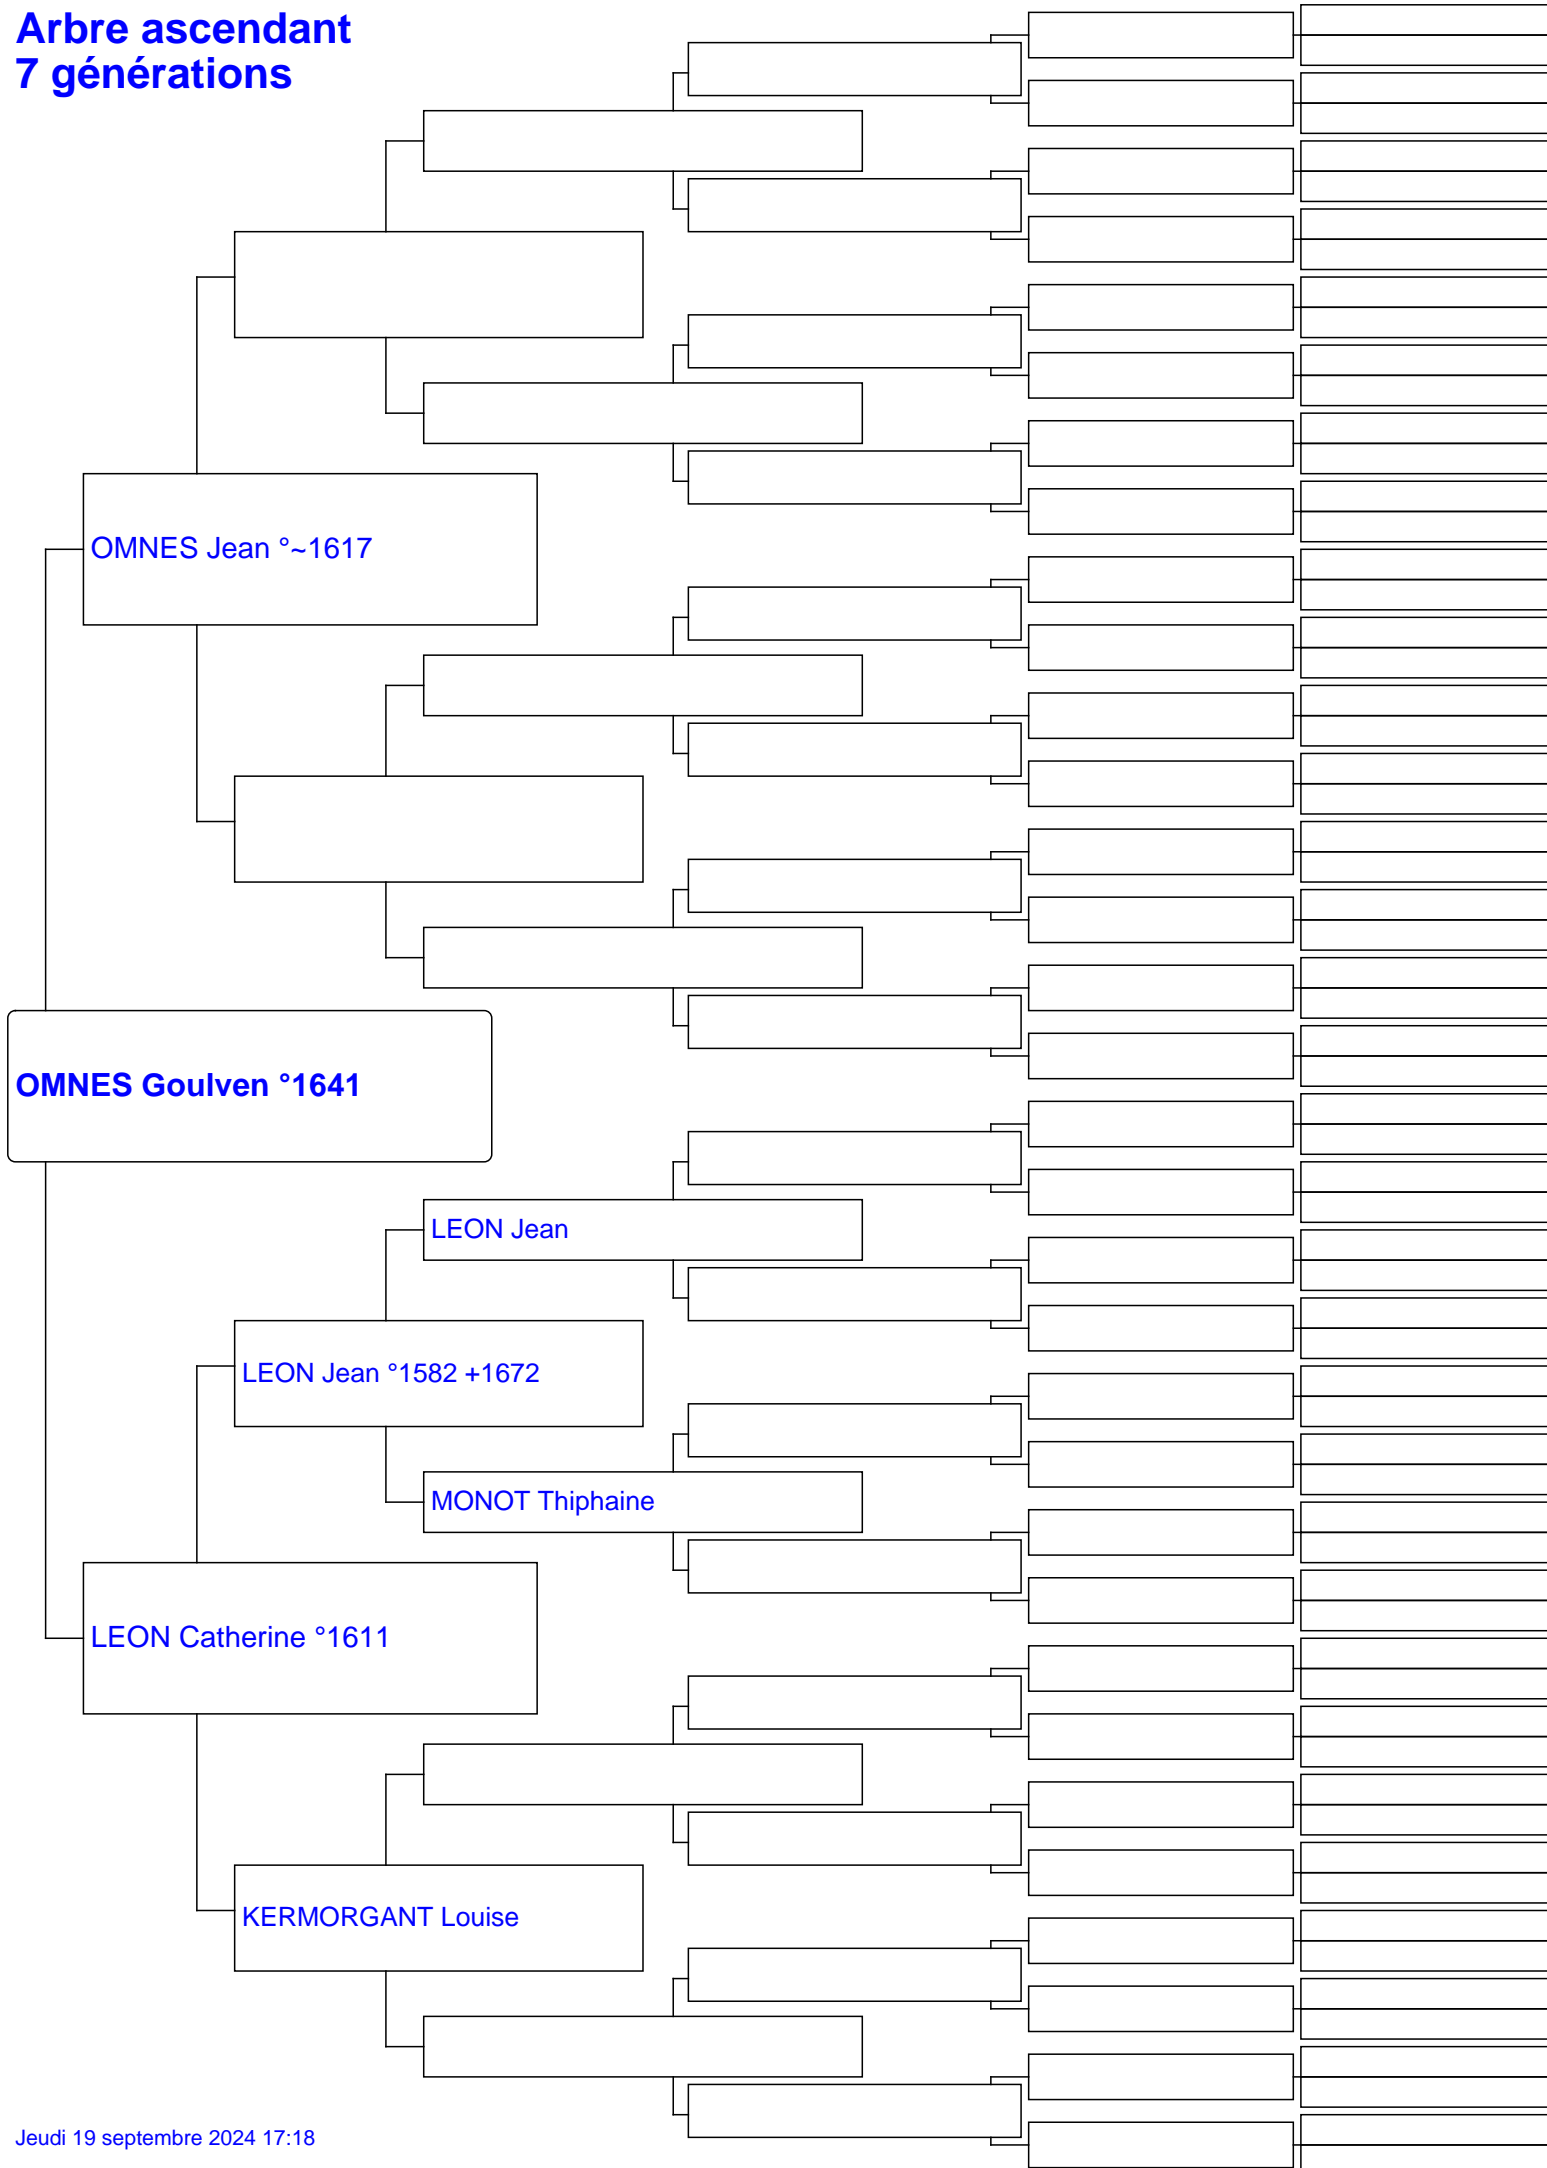 Arbre ascendant
7 générations
OMNES Jean °~1617
OMNES Goulven °1641
LEON Jean
LEON Jean °1582 +1672
MONOT Thiphaine
LEON Catherine °1611
KERMORGANT Louise
Jeudi 19 septembre 2024 17:18